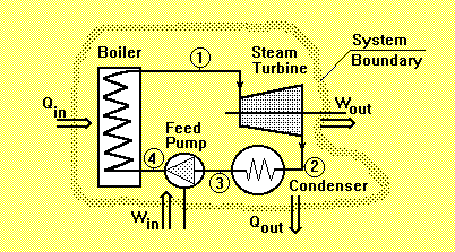 Boiler
1
Steam
Turbine
System
Boundary
Qin
Wout
Feed
Pump
4
3
2
Condenser
Win
Qout